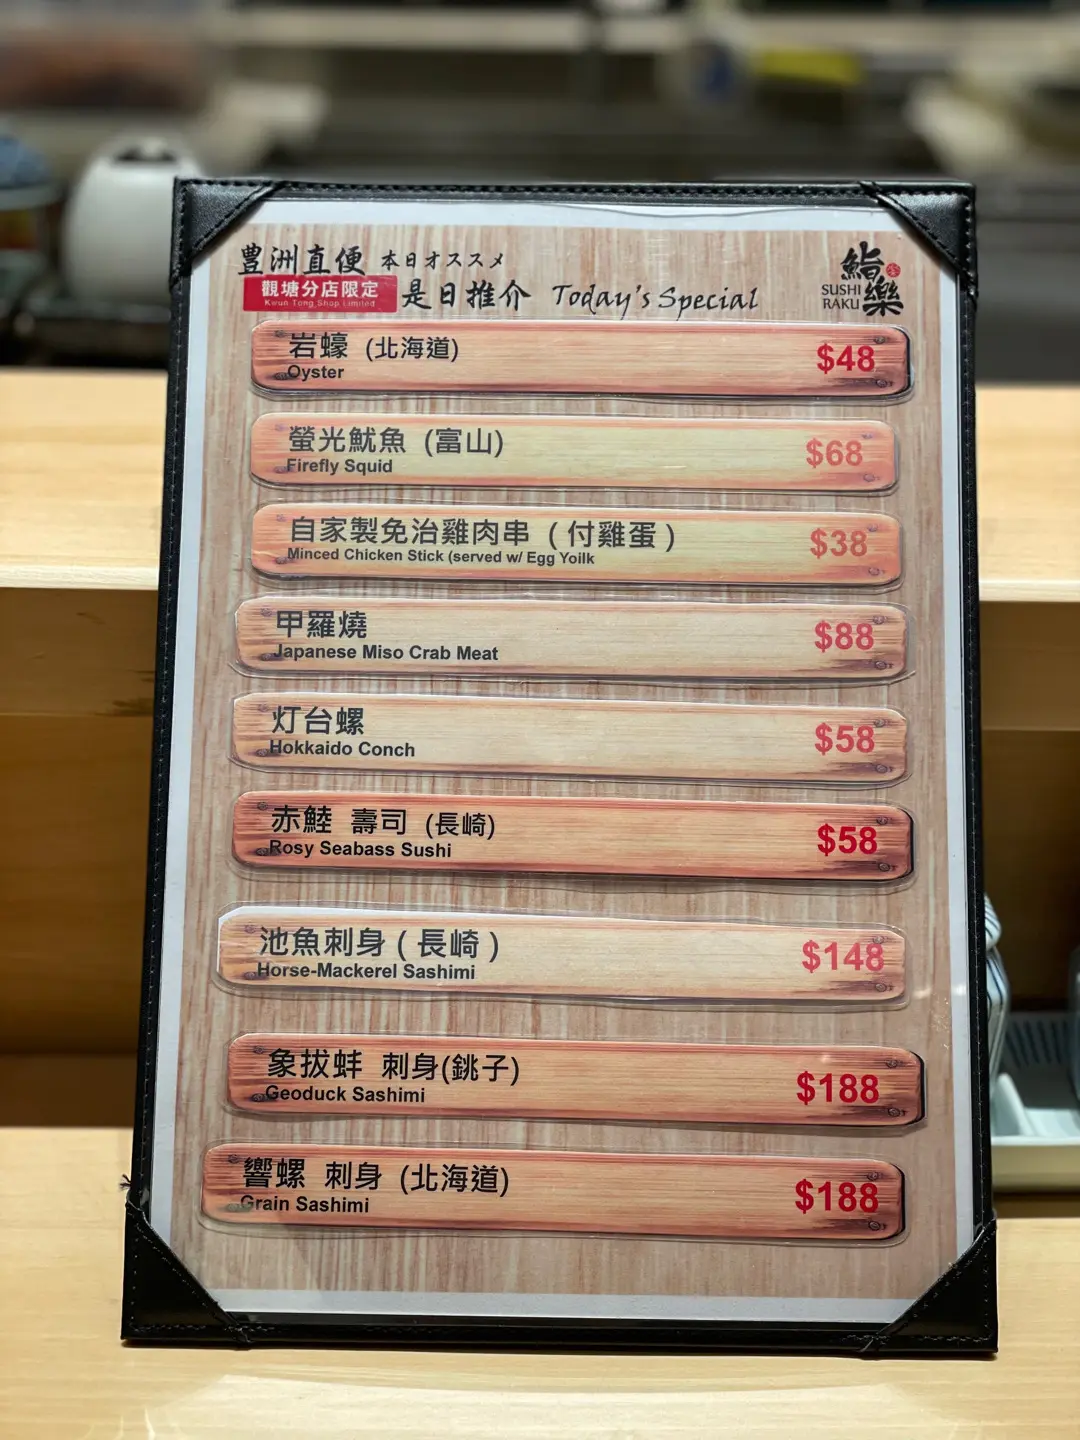 豊洲直便 本日オススメ
觀塘分店限定
Kwun Tong Shop Limited
是日推介 Today's Special
鮨樂
SUSHI
RAKU
岩蠔 (北海道)
Oyster
$48
螢光魷魚 (富山)
Firefly Squid
$68
自家製免治雞肉串 ( 付雞蛋 )
Minced Chicken Stick (served w/ Egg Yoilk
$38
甲羅燒
Japanese Miso Crab Meat
$88
灯台螺
Hokkaido Conch
$58
赤鯥 壽司 (長崎)
Rosy Seabass Sushi
$58
池魚刺身 ( 長崎 )
Horse-Mackerel Sashimi
$148
象拔蚌 刺身(銚子)
Geoduck Sashimi
$188
響螺 刺身 (北海道)
Grain Sashimi
$188